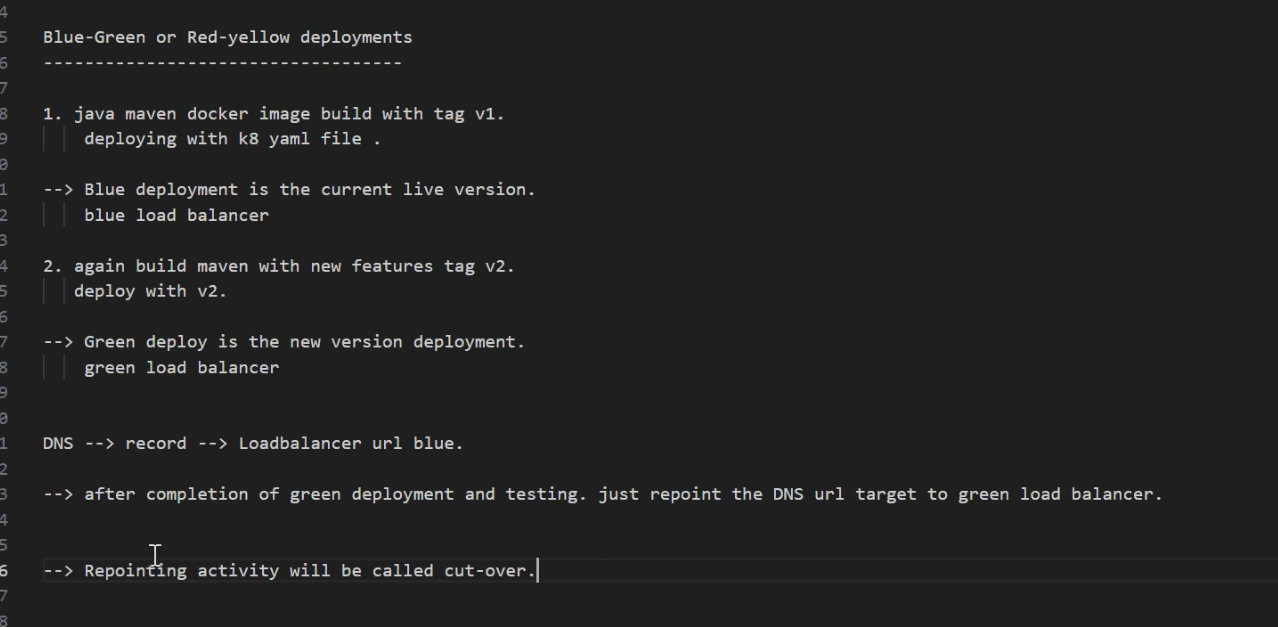 4
5 Blue-Green or Red-yellow deployments
6 -----------------------------------
7
8 1. java maven docker image build with tag v1.
9 deploying with k8 yaml file .
0
1 --> Blue deployment is the current live version.
2 blue load balancer
3
4 2. again build maven with new features tag v2.
5 deploy with v2.
6
7 --> Green deploy is the new version deployment.
8 green load balancer
9
0
1 DNS --> record --> Loadbalancer url blue.
2
3 --> after completion of green deployment and testing. just repoint the DNS url target to green load balancer.
4
5
6 --> Repointing activity will be called cut-over.
7
8